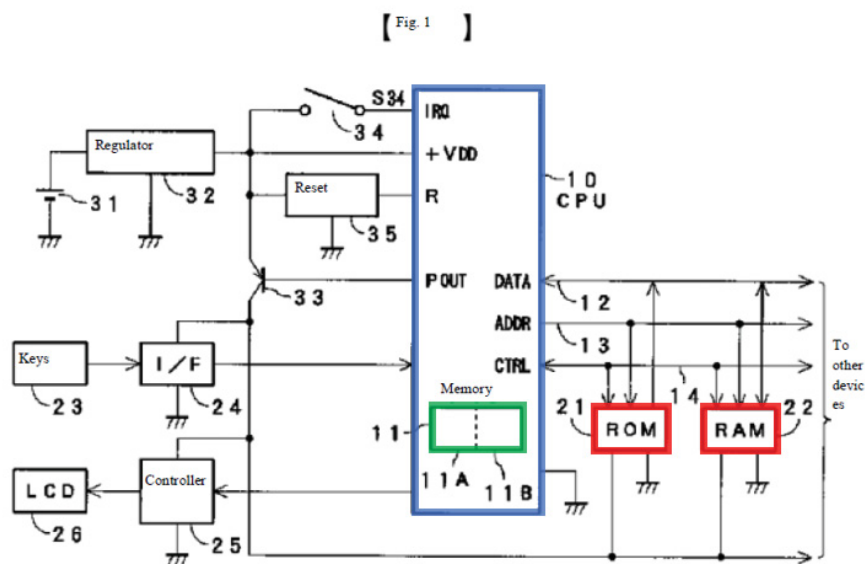 【 Fig. 1 】
S34
IRQ
34
Regulator
+VDD
31
32
Reset
R
35
10
CPU
33
POUT
DATA
12
ADDR
13
Keys
I/F
CTRL
To
other
devic
es
23
24
14
Memory
21
ROM
RAM
22
11
11A
11B
LCD
Controller
26
25